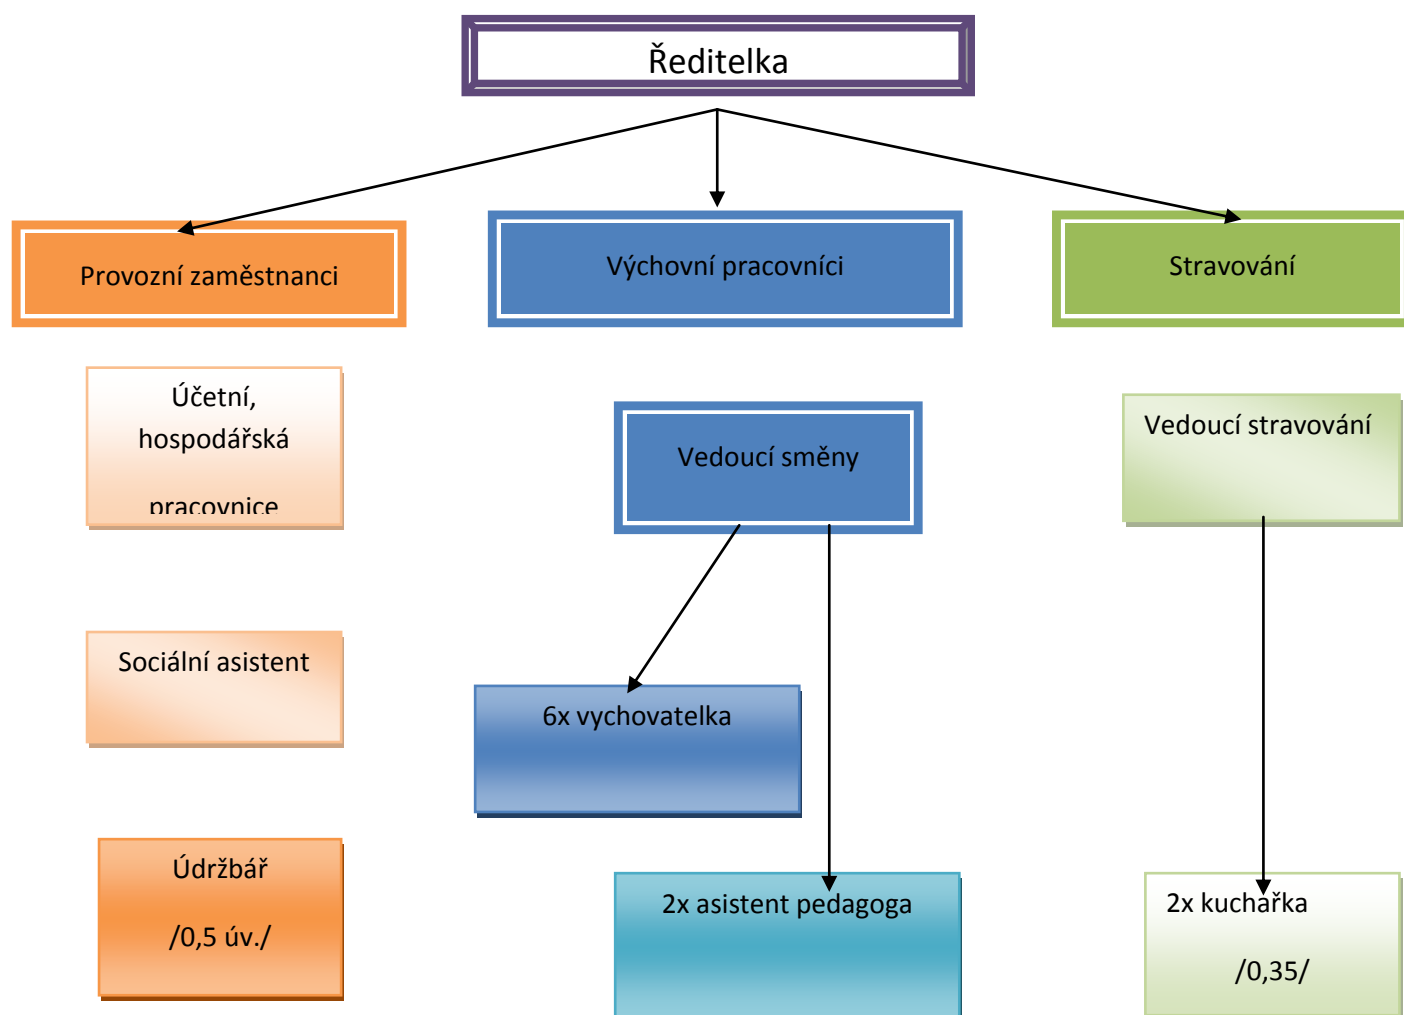 Ředitelka
Provozní zaměstnanci
Výchovní pracovníci
Stravování
Účetní,
hospodářská
pracovnice
Vedoucí směny
Vedoucí stravování
Sociální asistent
6x vychovatelka
Údržbář
/0,5 úv./
2x asistent pedagoga
2x kuchařka
/0,35/